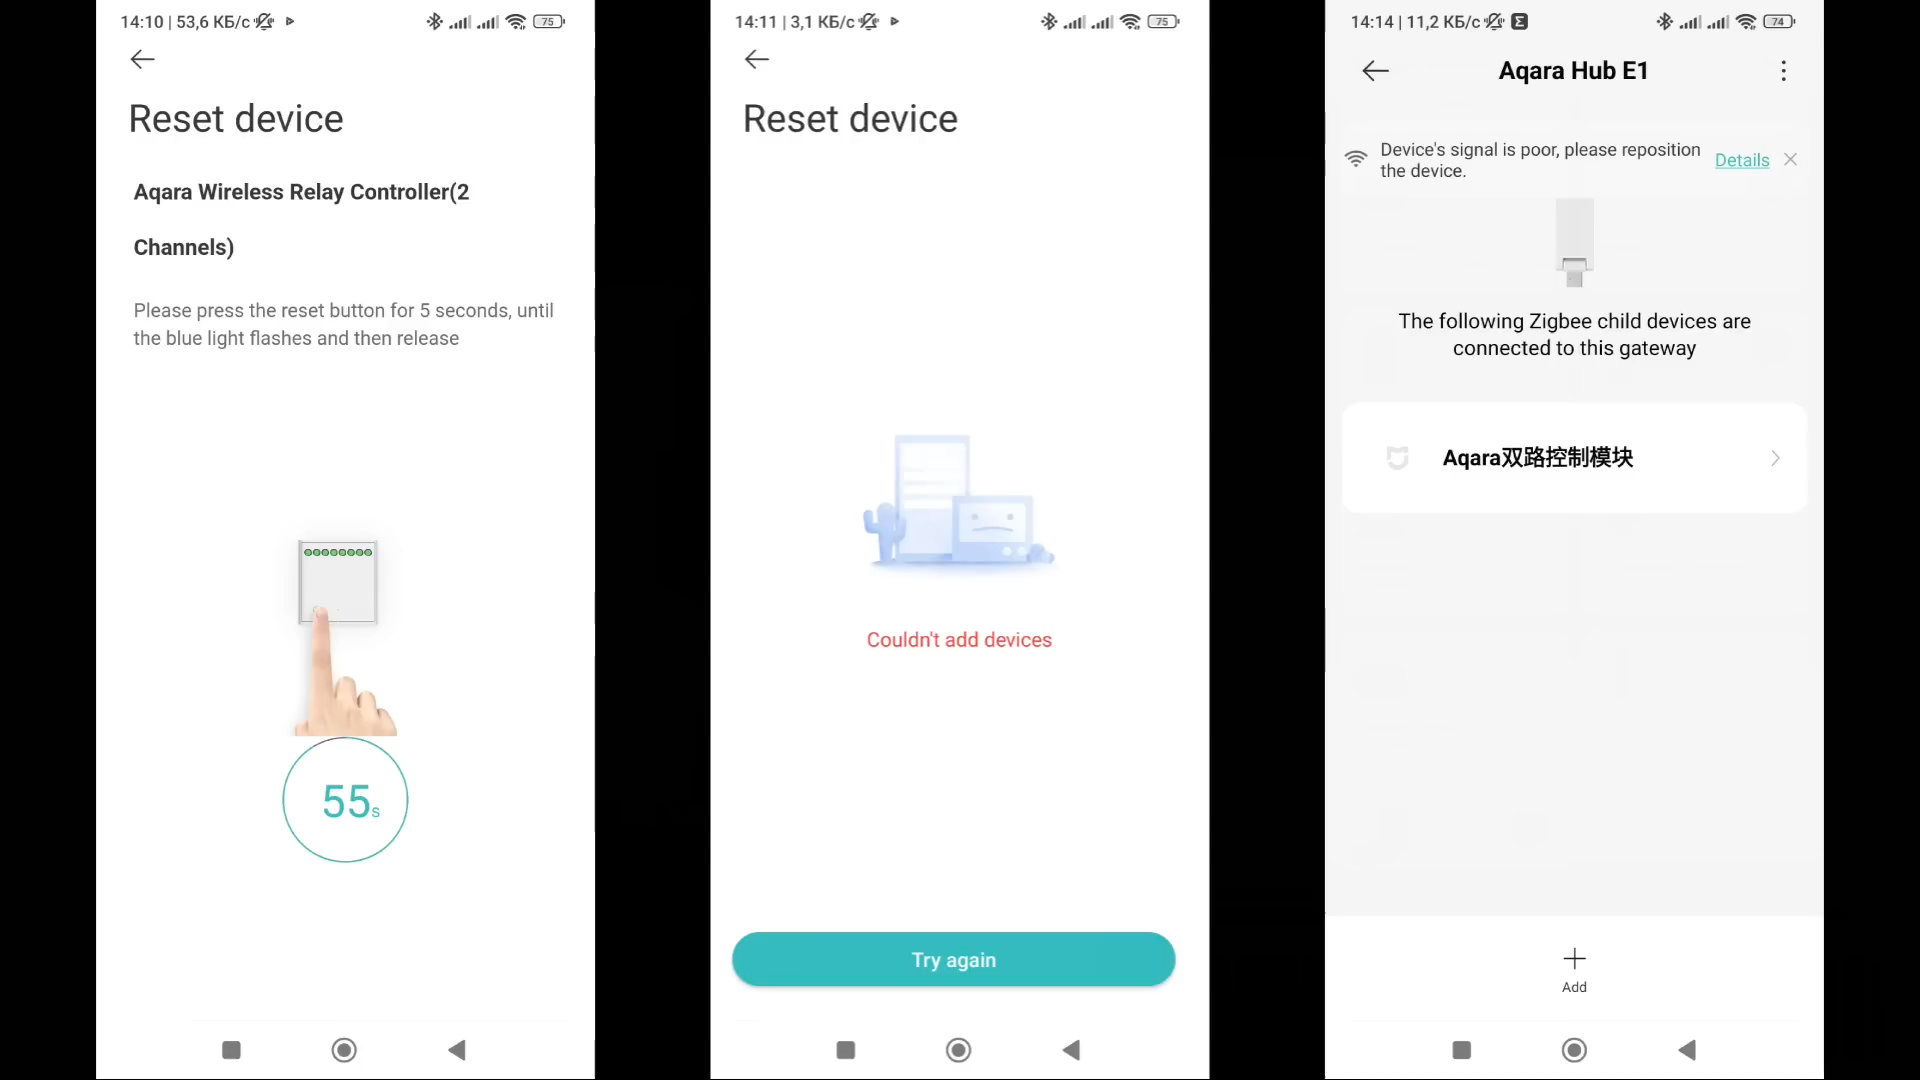 14:10 | 53,6 КБ/с
75
Reset device
Aqara Wireless Relay Controller(2
Channels)
Please press the reset button for 5 seconds, until
the blue light flashes and then release
55s
14:11 | 3,1 КБ/с
75
Reset device
Couldn't add devices
Try again
14:14 | 11,2 КБ/с
74
Aqara Hub E1
Device's signal is poor, please reposition
the device.
Details
The following Zigbee child devices are
connected to this gateway
Aqara双路控制模块
Add